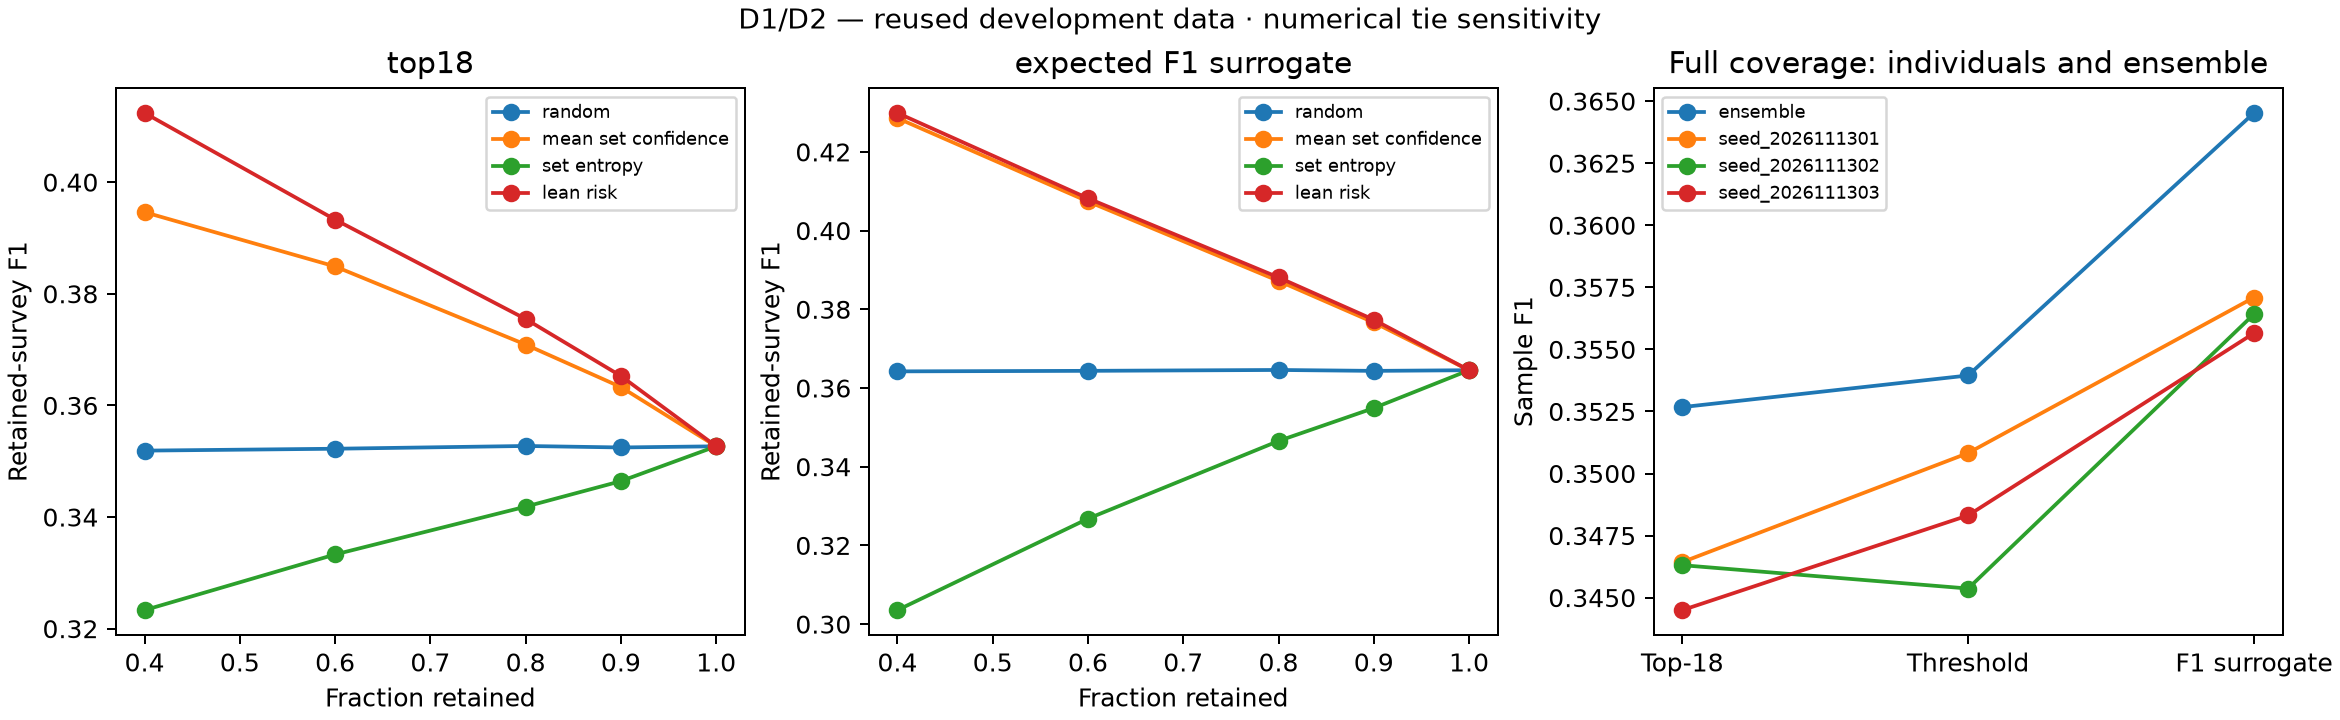 D1/D2 — reused development data · numerical tie sensitivity
top18
random
mean set confidence
set entropy
lean risk
Retained-survey F1
0.40
0.38
0.36
0.34
0.32
0.4 0.5 0.6 0.7 0.8 0.9 1.0
Fraction retained
expected F1 surrogate
random
mean set confidence
set entropy
lean risk
Retained-survey F1
0.42
0.40
0.38
0.36
0.34
0.32
0.30
0.4 0.5 0.6 0.7 0.8 0.9 1.0
Fraction retained
Full coverage: individuals and ensemble
ensemble
seed_2026111301
seed_2026111302
seed_2026111303
Sample F1
0.3650
0.3625
0.3600
0.3575
0.3550
0.3525
0.3500
0.3475
0.3450
Top-18 Threshold F1 surrogate